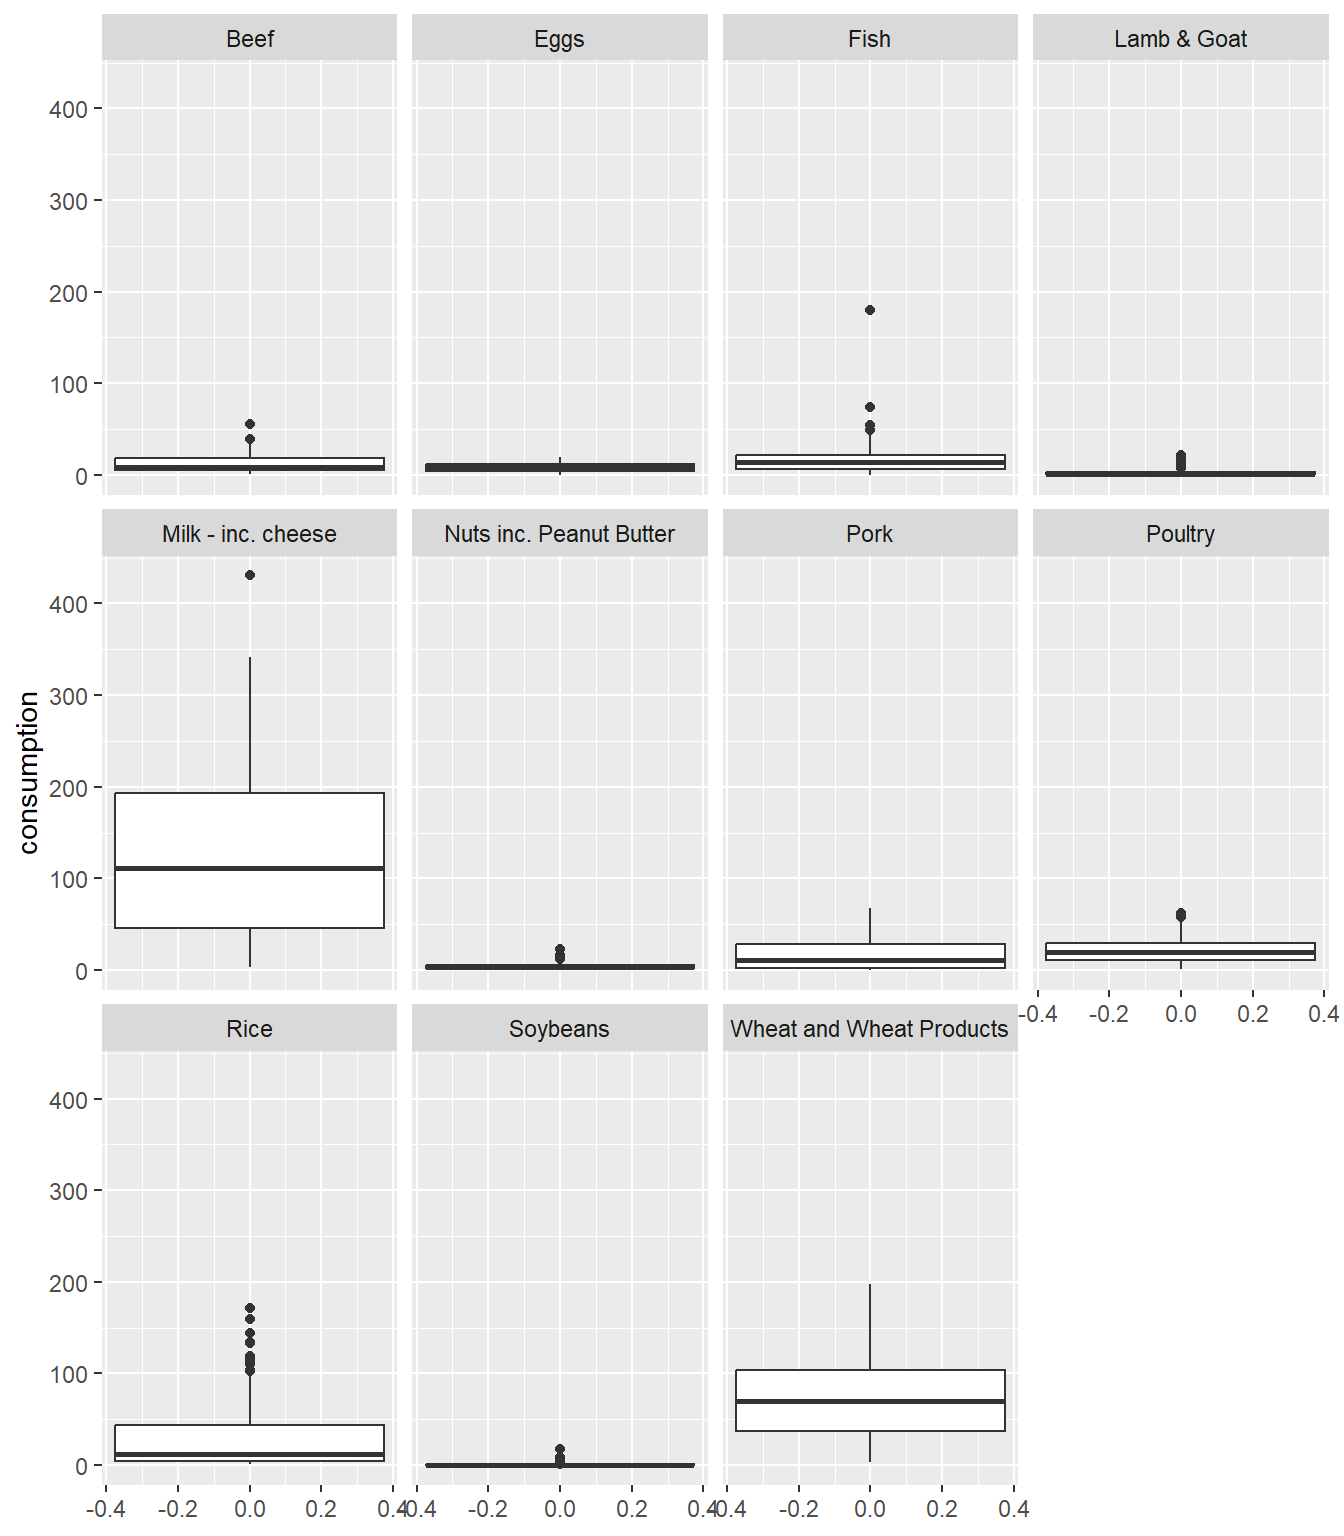 Beef Eggs Fish Lamb & Goat
400
300
200
100
0
Milk - inc. cheese Nuts inc. Peanut Butter Pork Poultry
400
300
200
100
0
consumption
-0.4 -0.2 0.0 0.2 0.4
Rice Soybeans Wheat and Wheat Products
400
300
200
100
0
-0.4 -0.2 0.0 0.2 0.4 -0.4 -0.2 0.0 0.2 0.4 -0.4 -0.2 0.0 0.2 0.4